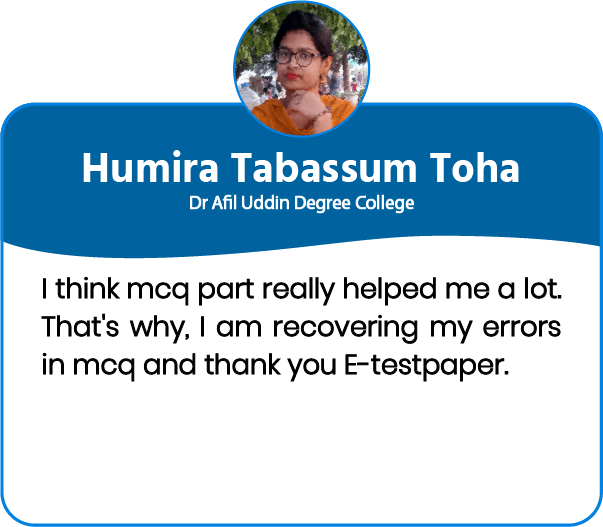 Humira Tabassum Toha
Dr Afil Uddin Degree College
I think mcq part really helped me a lot.
That's why, I am recovering my errors
in mcq and thank you E-testpaper.